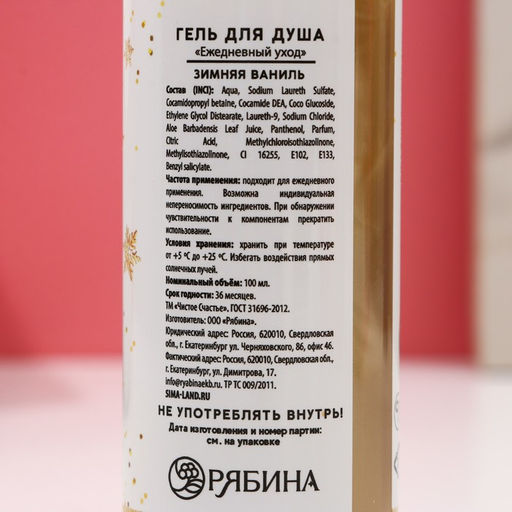 ГЕЛЬ ДЛЯ ДУША
«Ежедневный уход»
ЗИМНЯЯ ВАНИЛЬ
Состав (INCI): Aqua, Sodium Laureth Sulfate,
Cocamidopropyl betaine, Cocamide DEA, Coco Glucoside,
Ethylene Glycol Distearate, Laureth-9, Sodium Chloride,
Aloe Barbadensis Leaf Juice, Panthenol, Parfum,
Citric Acid, Methylchloroisothiazolinone,
Methylisothiazolinone, CI 16255, E102, E133,
Benzyl salicylate.
Частота применения: подходит для ежедневного
применения. Возможна индивидуальная
непереносимость ингредиентов. При обнаружении
чувствительности к компонентам прекратить
использование.
Условия хранения: хранить при температуре
от +5 °C до +25 °C. Избегать воздействия прямых
солнечных лучей.
Номинальный объём: 100 мл.
Срок годности: 36 месяцев.
ТМ «Чистое Счастье», ГОСТ 31696-2012.
Изготовитель: ООО «Рябина».
Юридический адрес: Россия, 620010, Свердловская
обл., г. Екатеринбург ул. Черняховского, 86, офис 46.
Фактический адрес: Россия, 620010, Свердловская обл.,
г. Екатеринбург, ул. Димитрова, 17.
info@ryabinaekb.ru. ТР ТС 009/2011.
SIMA-LAND.RU
НЕ УПОТРЕБЛЯТЬ ВНУТРЬ!
Дата изготовления и номер партии:
см. на упаковке
РЯБИНА